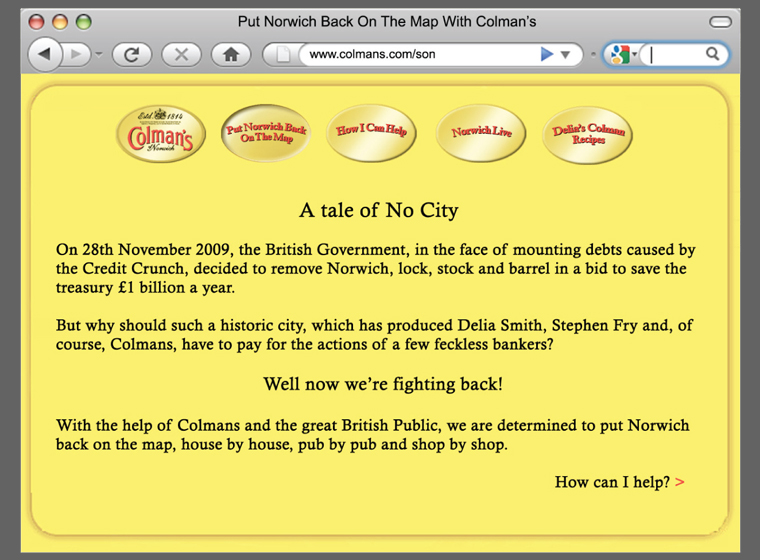 Put Norwich Back On The Map With Colman's
www.colmans.com/son
Estd. 1814
Colman's
Norwich
Put Norwich Back
On The Map
How I Can Help
Norwich Live
Delia's Colman
Recipes
A tale of No City
On 28th November 2009, the British Government, in the face of mounting debts caused by
the Credit Crunch, decided to remove Norwich, lock, stock and barrel in a bid to save the
treasury £1 billion a year.
But why should such a historic city, which has produced Delia Smith, Stephen Fry and, of
course, Colmans, have to pay for the actions of a few feckless bankers?
Well now we're fighting back!
With the help of Colmans and the great British Public, we are determined to put Norwich
back on the map, house by house, pub by pub and shop by shop.
How can I help? >